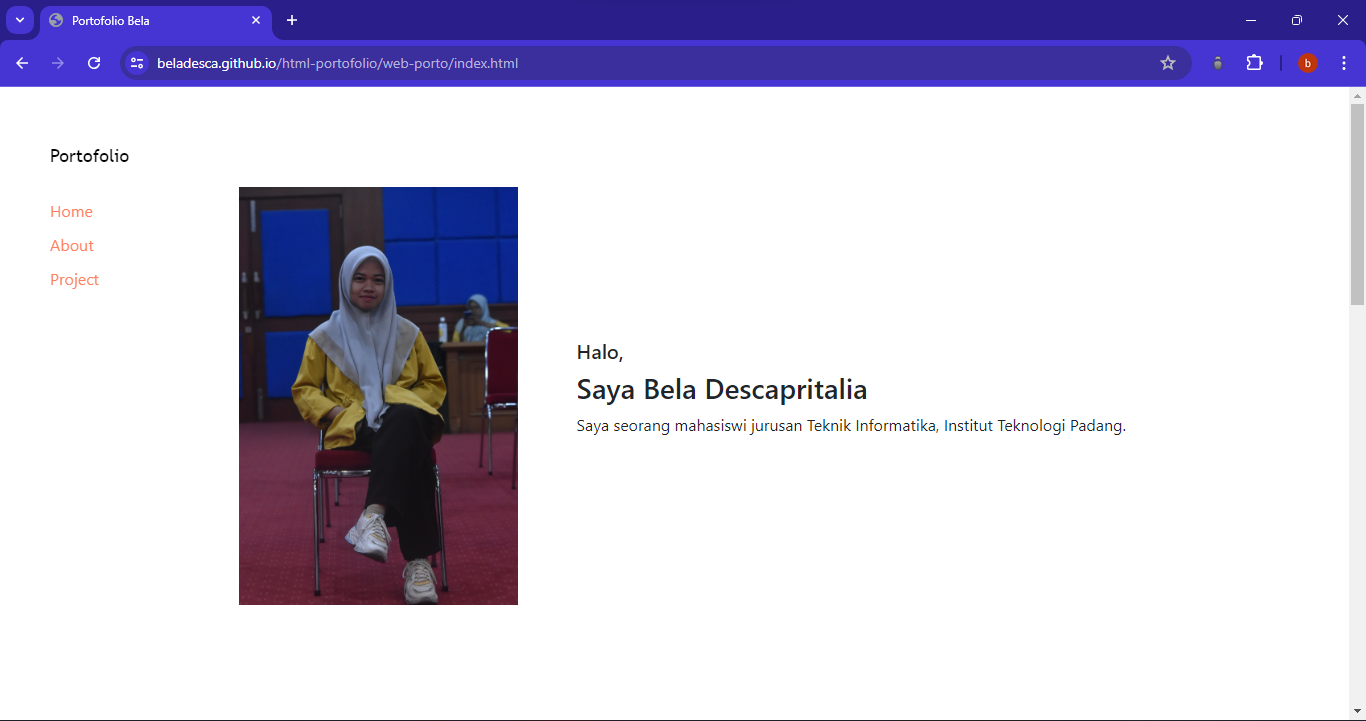 Portofolio Bela
beladesca.github.io/html-portofolio/web-porto/index.html
b
Portofolio
Home
About
Project
Halo,
Saya Bela Descapritalia
Saya seorang mahasiswi jurusan Teknik Informatika, Institut Teknologi Padang.